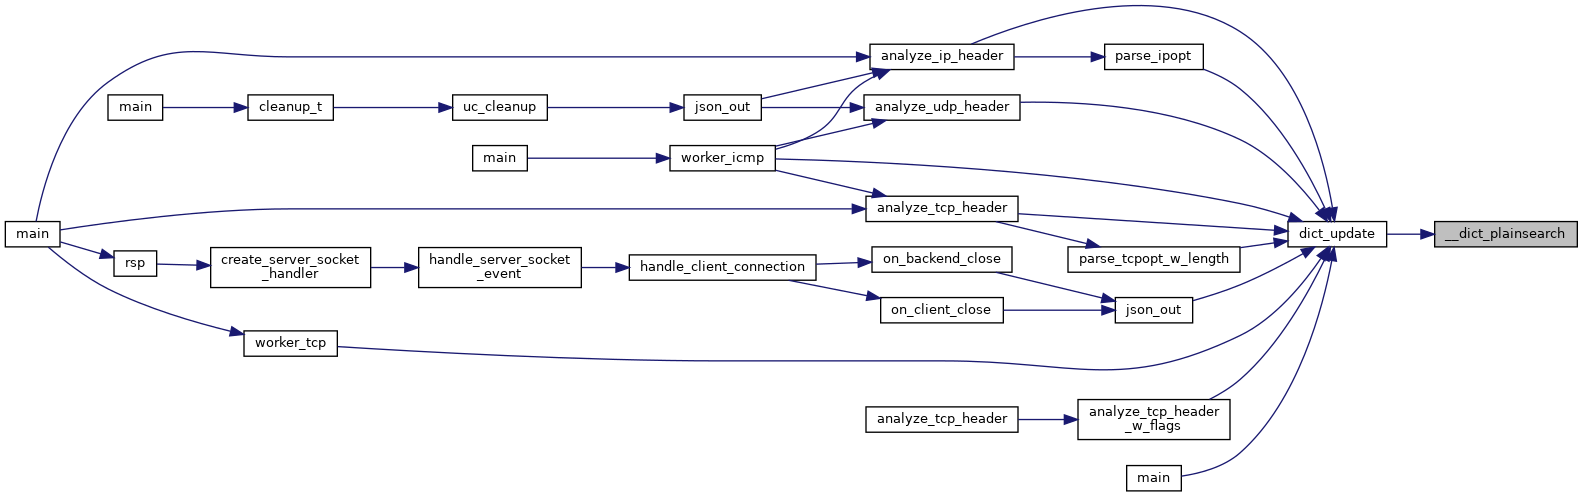 analyze_ip_header
parse_ipopt
main
cleanup_t
uc_cleanup
json_out
analyze_udp_header
main
worker_icmp
analyze_tcp_header
main
dict_update
__dict_plainsearch
rsp
create_server_socket
_handler
handle_server_socket
_event
handle_client_connection
on_backend_close
parse_tcpopt_w_length
on_client_close
json_out
worker_tcp
analyze_tcp_header
analyze_tcp_header
_w_flags
main